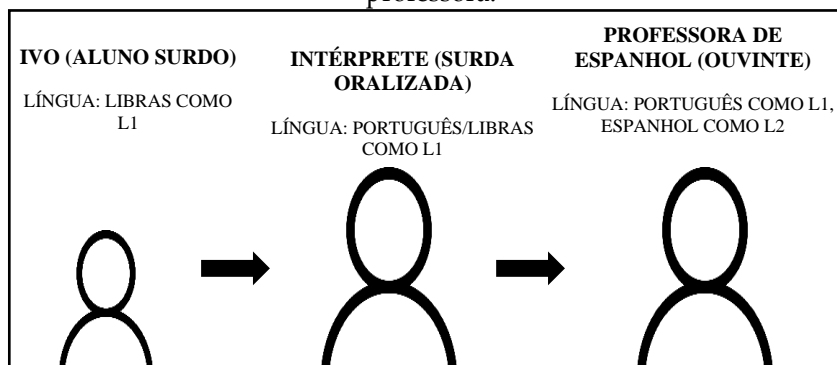 professora.
IVO (ALUNO SURDO)
LÍNGUA: LIBRAS COMO
L1
INTÉRPRETE (SURDA
ORALIZADA)
LÍNGUA: PORTUGUÊS/LIBRAS
COMO L1
PROFESSORA DE
ESPANHOL (OUVINTE)
LÍNGUA: PORTUGUÊS COMO L1,
ESPANHOL COMO L2